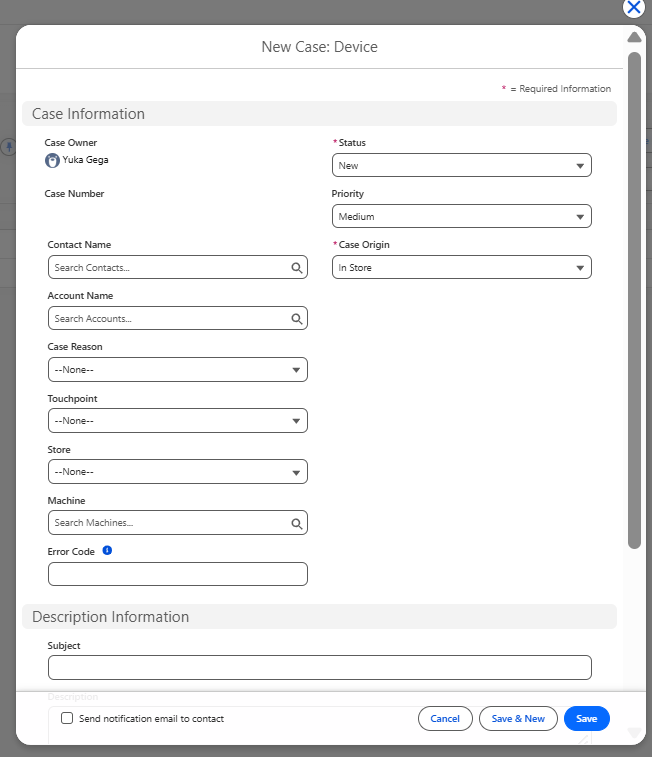 New Case: Device
* = Required Information
Case Information
Case Owner
Yuka Gega
*Status
New
Case Number
Priority
Medium
Contact Name
Search Contacts...
*Case Origin
In Store
Account Name
Search Accounts...
Case Reason
--None--
Touchpoint
--None--
Store
--None--
Machine
Search Machines...
Error Code
Description Information
Subject
Description
Send notification email to contact
Cancel
Save & New
Save